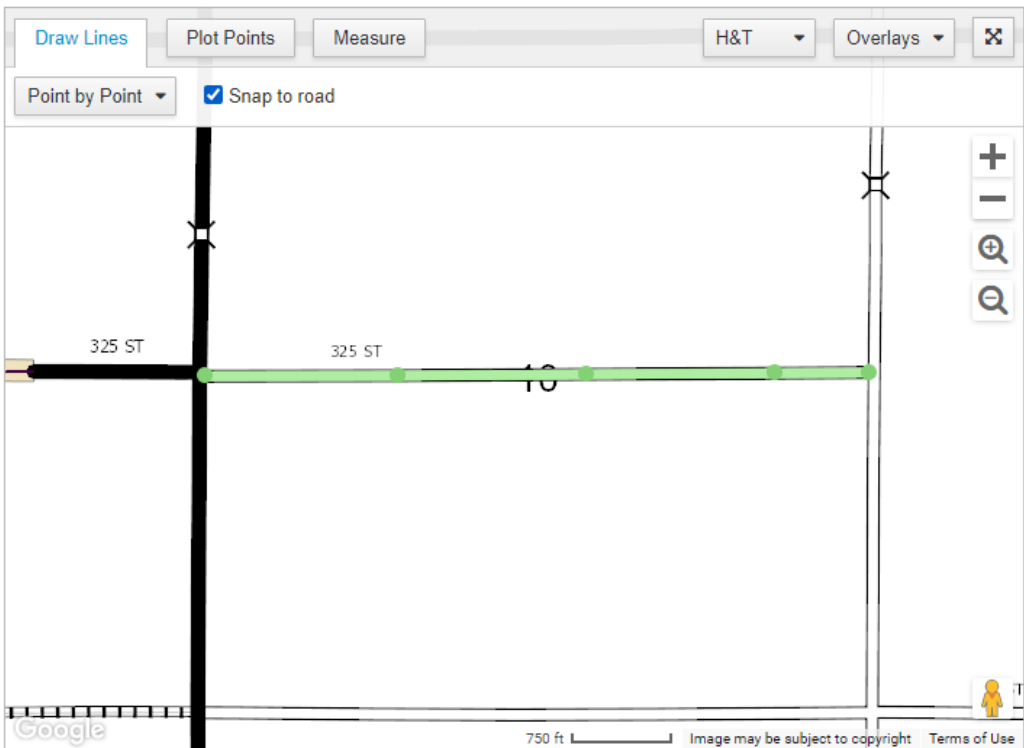 Draw Lines
Plot Points
Measure
H&T
Overlays
Point by Point
Snap to road
325 ST
325 ST
Google
750 ft
Image may be subject to copyright
Terms of Use